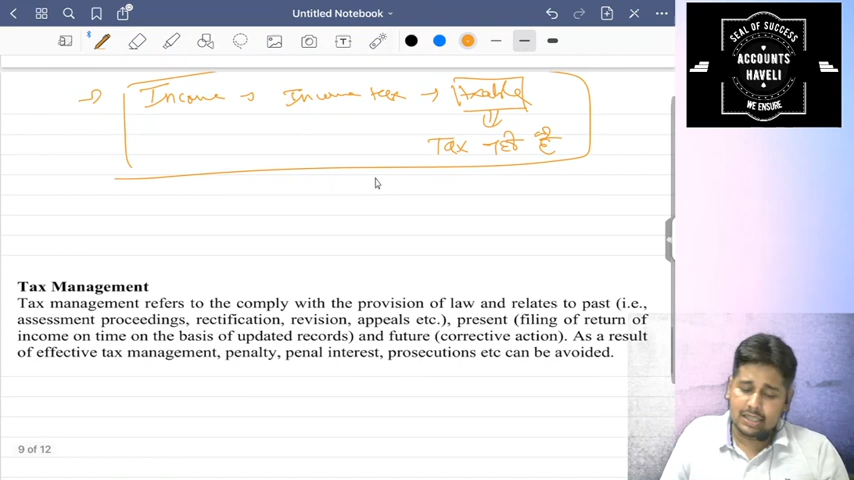 Untitled Notebook
SEAL OF SUCCESS
ACCOUNTS
HAVELI
WE ENSURE
Income → Income tax → taxable
Tax
Tax Management
Tax management refers to the comply with the provision of law and relates to past (i.e.,
assessment proceedings, rectification, revision, appeals etc.), present (filing of return of
income on time on the basis of updated records) and future (corrective action). As a result
of effective tax management, penalty, penal interest, prosecutions etc can be avoided.
9 of 12